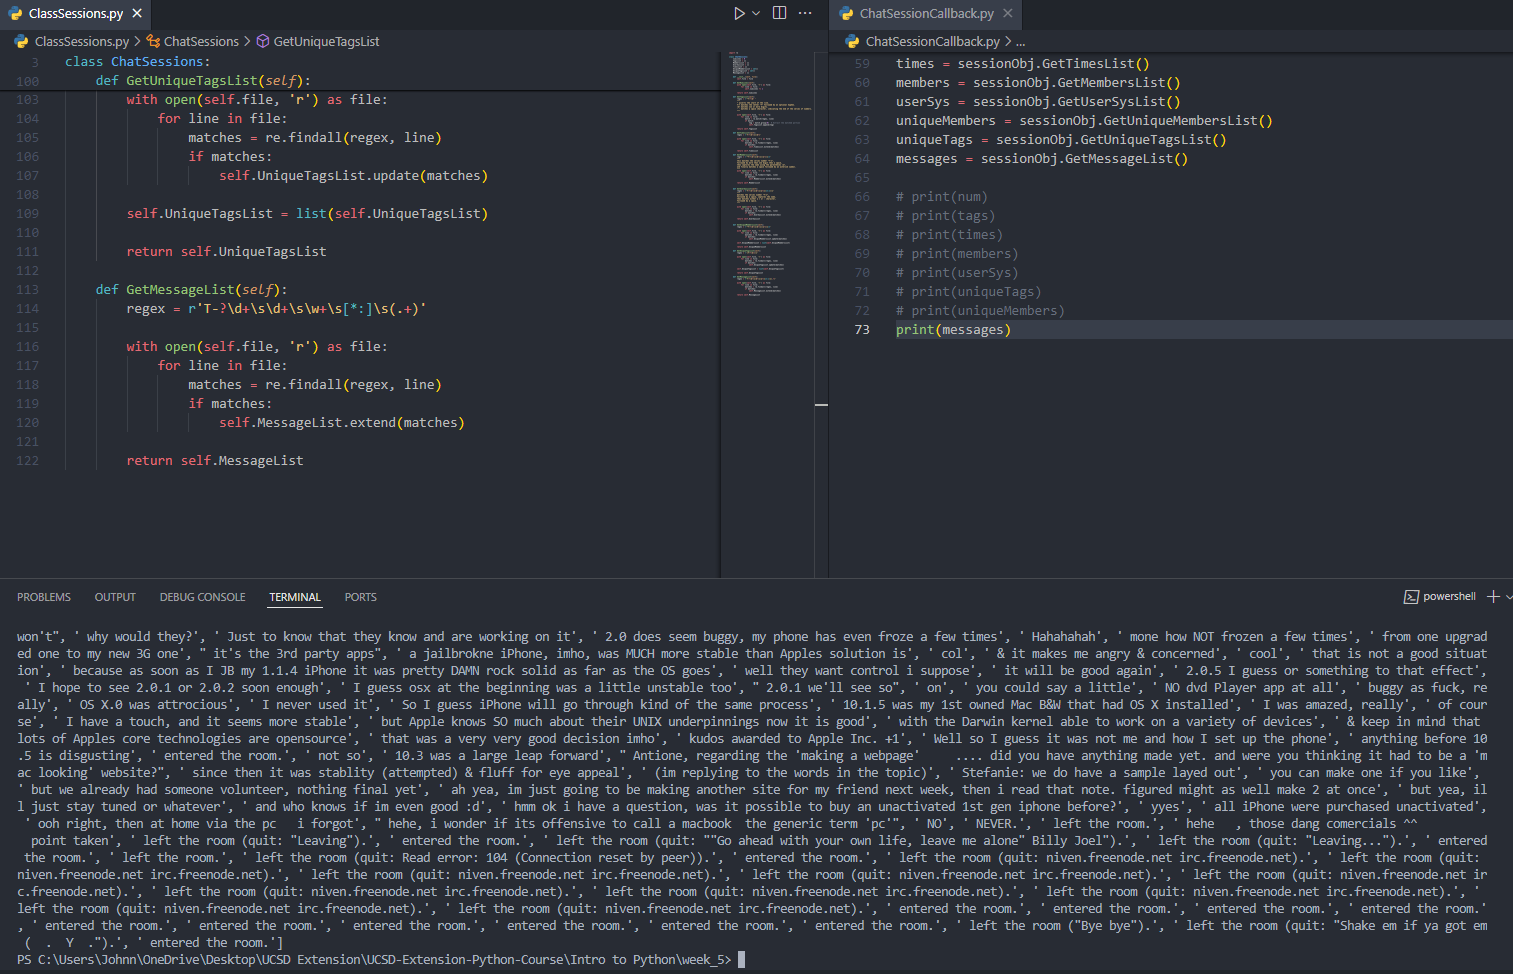 ClassSessions.py
ClassSessions.py > ChatSessions > GetUniqueTagsList
3 class ChatSessions:
100 def GetUniqueTagsList(self):
103 with open(self.file, 'r') as file:
104 for line in file:
105 matches = re.findall(regex, line)
106 if matches:
107 self.UniqueTagsList.update(matches)
108
109 self.UniqueTagsList = list(self.UniqueTagsList)
110
111 return self.UniqueTagsList
112
113 def GetMessageList(self):
114 regex = r'T-?\d+\s\d+\s\w+\s[*:]\s(.+)'
115
116 with open(self.file, 'r') as file:
117 for line in file:
118 matches = re.findall(regex, line)
119 if matches:
120 self.MessageList.extend(matches)
121
122 return self.MessageList
ChatSessionCallback.py
ChatSessionCallback.py > ...
59 times = sessionObj.GetTimesList()
60 members = sessionObj.GetMembersList()
61 userSys = sessionObj.GetUserSysList()
62 uniqueMembers = sessionObj.GetUniqueMembersList()
63 uniqueTags = sessionObj.GetUniqueTagsList()
64 messages = sessionObj.GetMessageList()
65
66 # print(num)
67 # print(tags)
68 # print(times)
69 # print(members)
70 # print(userSys)
71 # print(uniqueTags)
72 # print(uniqueMembers)
73 print(messages)
PROBLEMS OUTPUT DEBUG CONSOLE TERMINAL PORTS
powershell
won't", ' why would they?', ' Just to know that they know and are working on it', ' 2.0 does seem buggy, my phone has even froze a few times', ' Hahahahah', ' mone how NOT frozen a few times', ' from one upgrad
ed one to my new 3G one', " it's the 3rd party apps", ' a jailbrokne iPhone, imho, was MUCH more stable than Apples solution is', ' col', ' & it makes me angry & concerned', ' cool', ' that is not a good situat
ion', ' because as soon as I JB my 1.1.4 iPhone it was pretty DAMN rock solid as far as the OS goes', ' well they want control i suppose', ' it will be good again', ' 2.0.5 I guess or something to that effect',
' I hope to see 2.0.1 or 2.0.2 soon enough', ' I guess osx at the beginning was a little unstable too', " 2.0.1 we'll see so", ' on', ' you could say a little', ' NO dvd Player app at all', ' buggy as fuck, re
ally', ' OS X.0 was attrocious', ' I never used it', ' So I guess iPhone will go through kind of the same process', ' 10.1.5 was my 1st owned Mac B&W that had OS X installed', ' I was amazed, really', ' of cour
se', ' I have a touch, and it seems more stable', ' but Apple knows SO much about their UNIX underpinnings now it is good', ' with the Darwin kernel able to work on a variety of devices', ' & keep in mind that
lots of Apples core technologies are opensource', ' that was a very very good decision imho', ' kudos awarded to Apple Inc. +1', ' Well so I guess it was not me and how I set up the phone', ' anything before 10
.5 is disgusting', ' entered the room.', ' not so', ' 10.3 was a large leap forward', " Antione, regarding the 'making a webpage'     .... did you have anything made yet. and were you thinking it had to be a 'm
ac looking' website?", ' since then it was stablity (attempted) & fluff for eye appeal', ' (im replying to the words in the topic)', ' Stefanie: we do have a sample layed out', ' you can make one if you like',
' but we already had someone volunteer, nothing final yet', ' ah yea, im just going to be making another site for my friend next week, then i read that note. figured might as well make 2 at once', ' but yea, il
l just stay tuned or whatever', ' and who knows if im even good :d', ' hmm ok i have a question, was it possible to buy an unactivated 1st gen iphone before?', ' yyes', ' all iPhone were purchased unactivated',
' ooh right, then at home via the pc   i forgot', " hehe, i wonder if its offensive to call a macbook  the generic term 'pc'", ' NO', ' NEVER.', ' left the room.', ' hehe   , those dang comercials ^^
point taken', ' left the room (quit: "Leaving").', ' entered the room.', ' left the room (quit: ""Go ahead with your own life, leave me alone" Billy Joel").', ' left the room (quit: "Leaving...").', ' entered
the room.', ' left the room.', ' left the room (quit: Read error: 104 (Connection reset by peer)).', ' entered the room.', ' left the room (quit: niven.freenode.net irc.freenode.net).', ' left the room (quit:
niven.freenode.net irc.freenode.net).', ' left the room (quit: niven.freenode.net irc.freenode.net).', ' left the room (quit: niven.freenode.net irc.freenode.net).', ' left the room (quit: niven.freenode.net ir
c.freenode.net).', ' left the room (quit: niven.freenode.net irc.freenode.net).', ' left the room (quit: niven.freenode.net irc.freenode.net).', ' left the room (quit: niven.freenode.net irc.freenode.net).', '
left the room (quit: niven.freenode.net irc.freenode.net).', ' left the room (quit: niven.freenode.net irc.freenode.net).', ' entered the room.', ' entered the room.', ' entered the room.', ' entered the room.'
, ' entered the room.', ' entered the room.', ' entered the room.', ' entered the room.', ' entered the room.', ' entered the room.', ' left the room ("Bye bye").', ' left the room (quit: "Shake em if ya got em
(  .  Y  .").', ' entered the room.']
PS C:\Users\Johnn\OneDrive\Desktop\UCSD Extension\UCSD-Extension-Python-Course\Intro to Python\week_5>